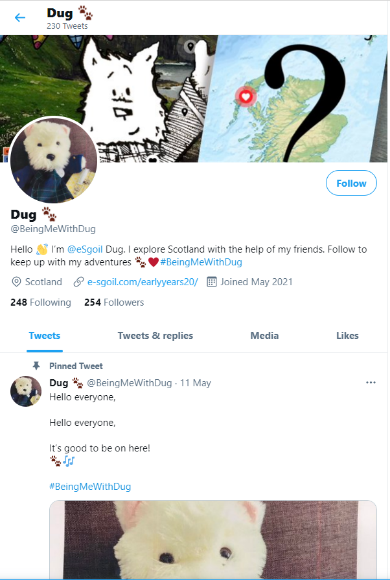 Dug 🐾
230 Tweets
?
Follow
Dug 🐾
@BeingMeWithDug
Hello 👋 I'm @eSgoil Dug. I explore Scotland with the help of my friends. Follow to
keep up with my adventures 🐾❤️#BeingMeWithDug
Scotland e-sgoil.com/earlyyears20/ Joined May 2021
248 Following 254 Followers
Tweets Tweets & replies Media Likes
Pinned Tweet
Dug 🐾 @BeingMeWithDug · 11 May
Hello everyone,
Hello everyone,
It's good to be on here!
🐾🎶
#BeingMeWithDug